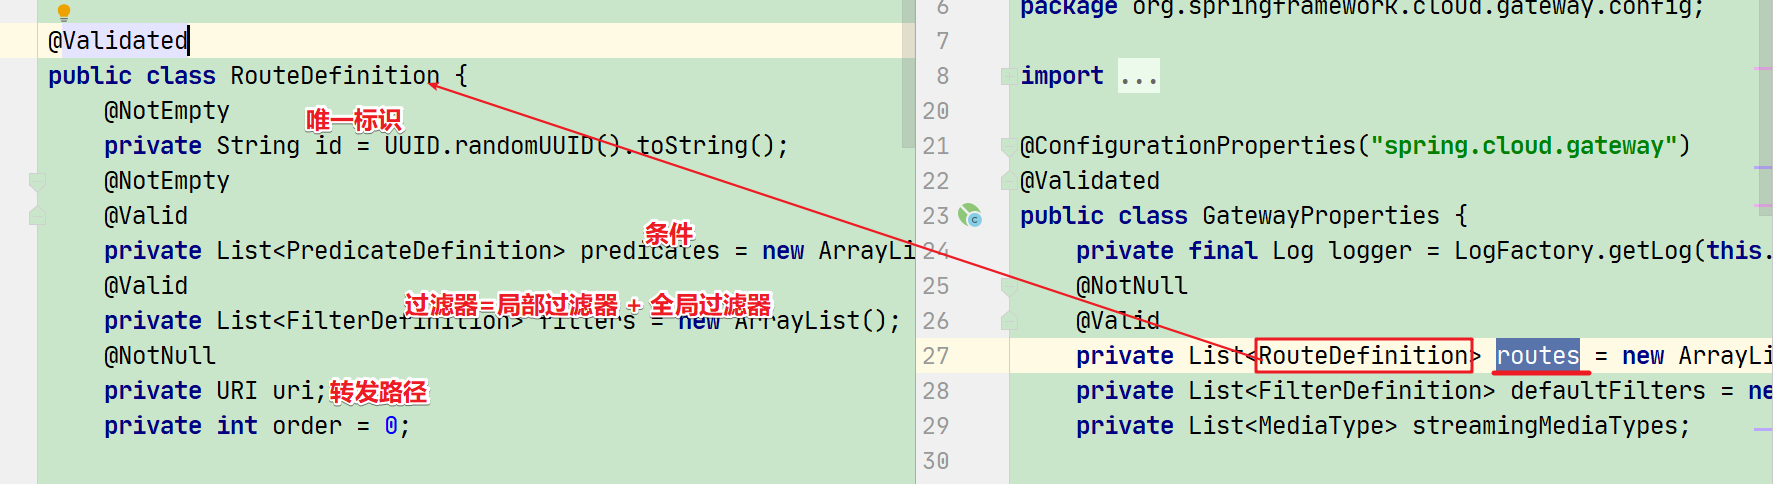 @Validated
public class RouteDefinition {
@NotEmpty
唯一标识
private String id = UUID.randomUUID().toString();
@NotEmpty
@Valid
条件
private List<PredicateDefinition> predicates = new ArrayLi
@Valid
过滤器=局部过滤器 + 全局过滤器
private List<FilterDefinition> filters = new ArrayList();
@NotNull
private URI uri; 转发路径
private int order = 0;
6 package org.springframework.cloud.gateway.config;
7
8 import ...
20
21 @ConfigurationProperties("spring.cloud.gateway")
22 @Validated
23 public class GatewayProperties {
24 private final Log logger = LogFactory.getLog(this.
25 @NotNull
26 @Valid
27 private List<RouteDefinition> routes = new ArrayLi
28 private List<FilterDefinition> defaultFilters = ne
29 private List<MediaType> streamingMediaTypes;
30